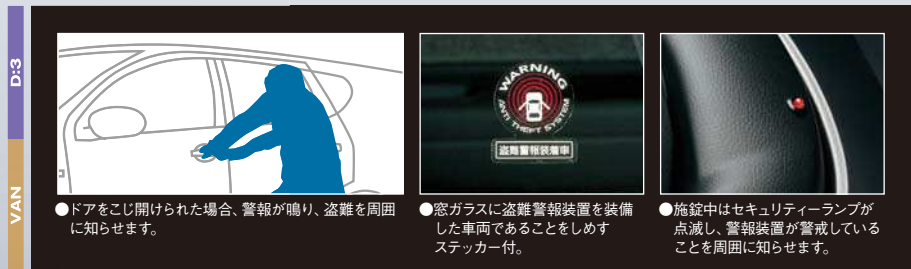 D:3
VAN
●ドアをこじ開けられた場合、警報が鳴り、盗難を周囲
に知らせます。
WARNING
ANTI THEFT SYSTEM
盗難警報装着車
●窓ガラスに盗難警報装置を装備
した車両であることをしめす
ステッカー付。
●施錠中はセキュリティーランプが
点滅し、警報装置が警戒している
ことを周囲に知らせます。